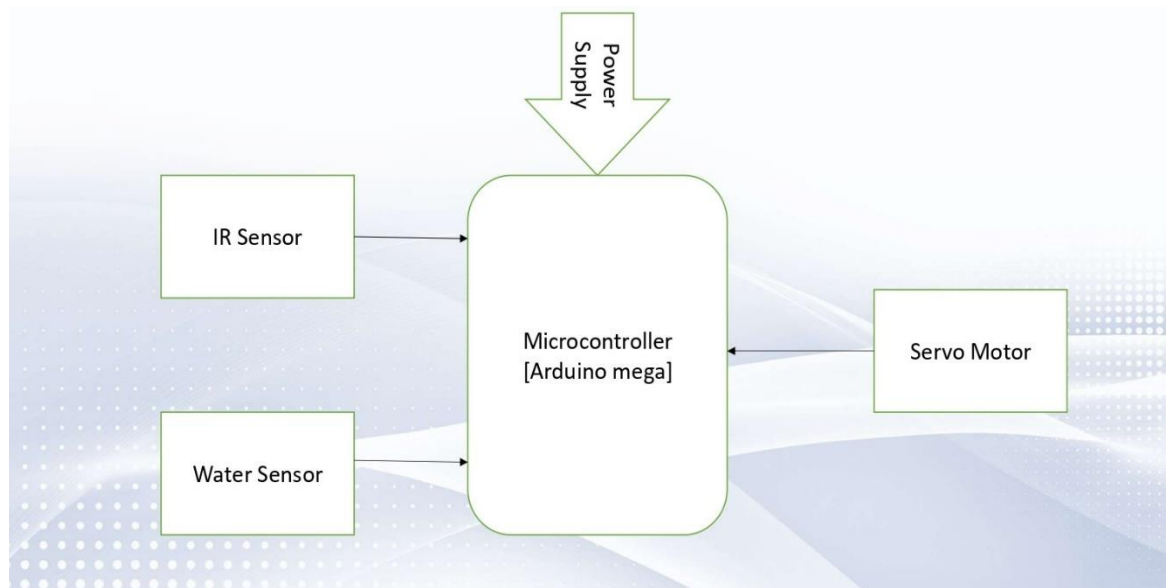 Power
Supply
IR Sensor
Microcontroller
[Arduino mega]
Servo Motor
Water Sensor